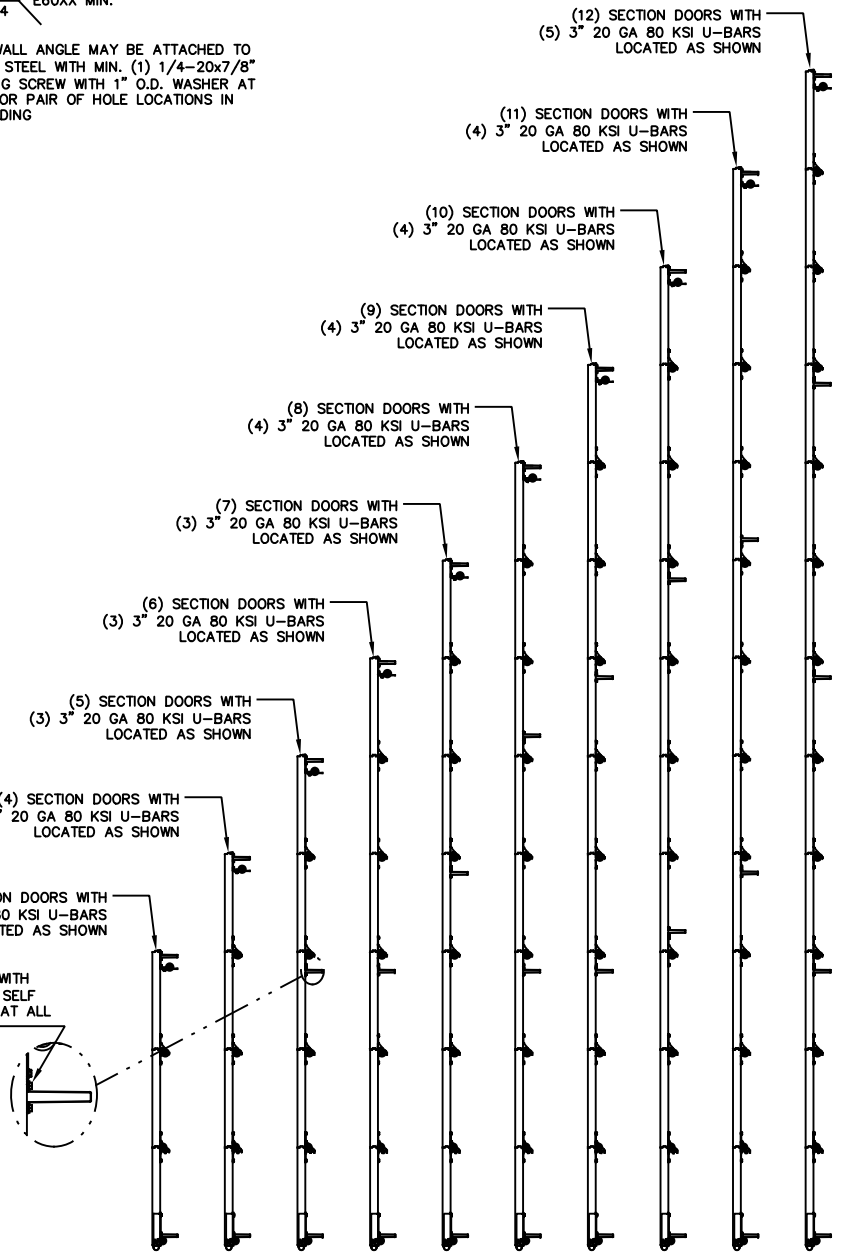 4
E60XX MIN.
WALL ANGLE MAY BE ATTACHED TO
STEEL WITH MIN. (1) 1/4-20x7/8"
G SCREW WITH 1" O.D. WASHER AT
OR PAIR OF HOLE LOCATIONS IN
DING
(12) SECTION DOORS WITH
(5) 3" 20 GA 80 KSI U-BARS
LOCATED AS SHOWN
(11) SECTION DOORS WITH
(4) 3" 20 GA 80 KSI U-BARS
LOCATED AS SHOWN
(10) SECTION DOORS WITH
(4) 3" 20 GA 80 KSI U-BARS
LOCATED AS SHOWN
(9) SECTION DOORS WITH
(4) 3" 20 GA 80 KSI U-BARS
LOCATED AS SHOWN
(8) SECTION DOORS WITH
(4) 3" 20 GA 80 KSI U-BARS
LOCATED AS SHOWN
(7) SECTION DOORS WITH
(3) 3" 20 GA 80 KSI U-BARS
LOCATED AS SHOWN
(6) SECTION DOORS WITH
(3) 3" 20 GA 80 KSI U-BARS
LOCATED AS SHOWN
(5) SECTION DOORS WITH
(3) 3" 20 GA 80 KSI U-BARS
LOCATED AS SHOWN
(4) SECTION DOORS WITH
" 20 GA 80 KSI U-BARS
LOCATED AS SHOWN
ON DOORS WITH
80 KSI U-BARS
TED AS SHOWN
WITH
SELF
AT ALL